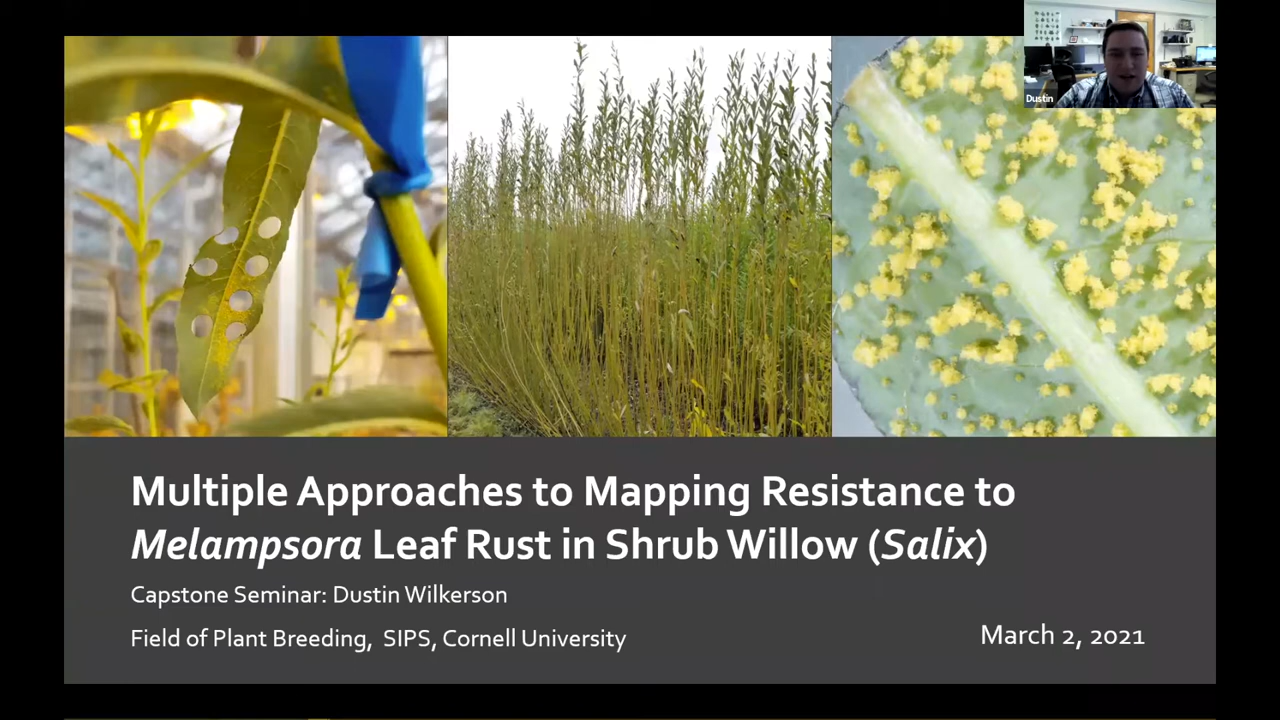 Dustin
Multiple Approaches to Mapping Resistance to
Melampsora Leaf Rust in Shrub Willow (Salix)
Capstone Seminar: Dustin Wilkerson
Field of Plant Breeding, SIPS, Cornell University
March 2, 2021